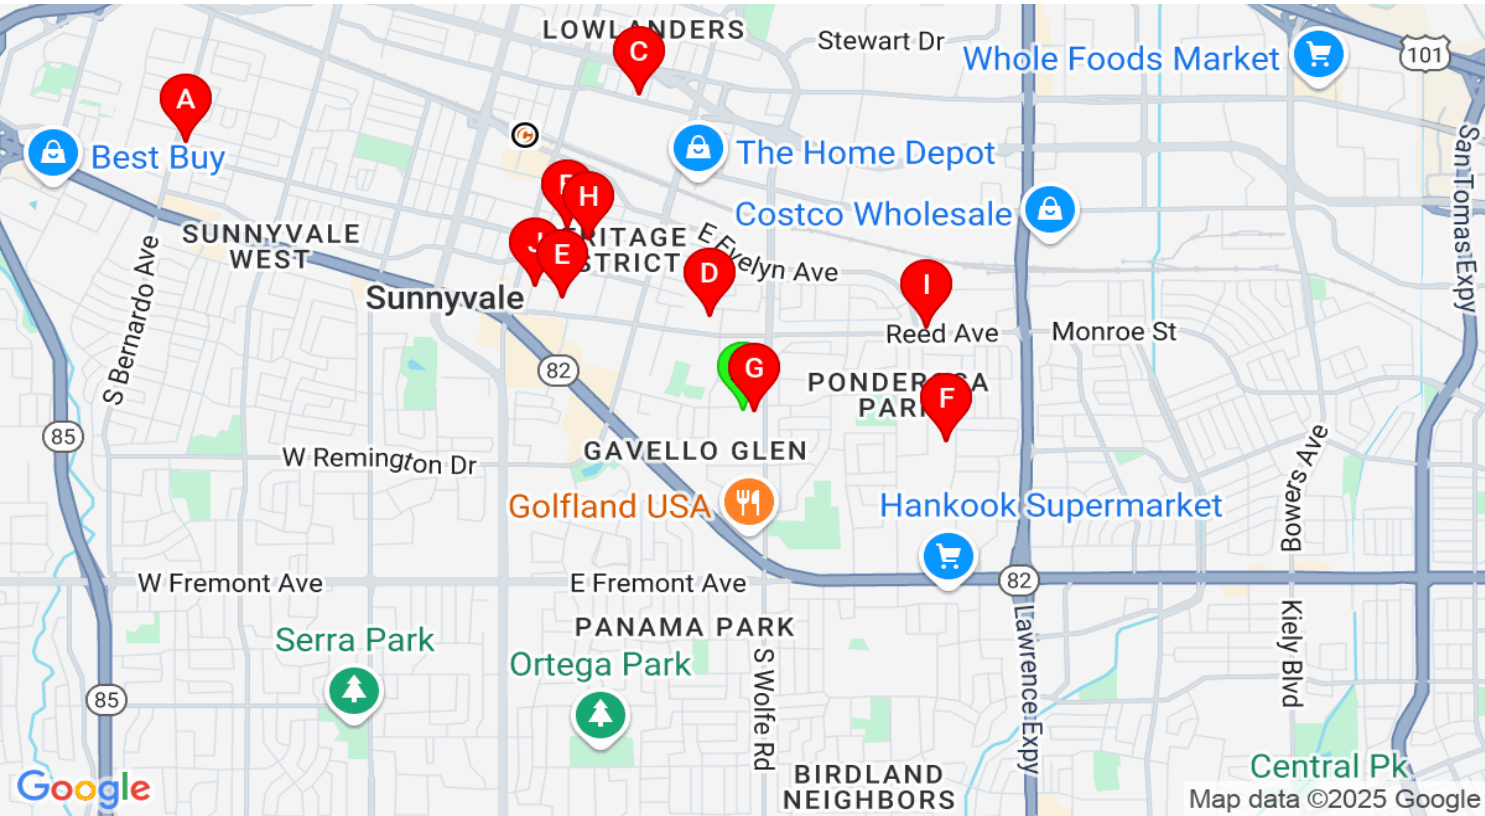 LOWLANDERS
Stewart Dr
Whole Foods Market
101
C
A
Best Buy
The Home Depot
San Tomas Expy
H
Costco Wholesale
SUNNYVALE
WEST
J
E
DISTRICT
E Evelyn Ave
D
I
S Bernardo Ave
Sunnyvale
Reed Ave
Monroe St
82
G
PONDEROSA
PARK
F
85
W Remington Dr
GAVELLO GLEN
Bowers Ave
Golfland USA
Hankook Supermarket
W Fremont Ave
E Fremont Ave
82
PANAMA PARK
Serra Park
Ortega Park
S Wolfe Rd
Lawrence Expy
Kiely Blvd
85
BIRDLAND
NEIGHBORS
Central Pk
Google
Map data ©2025 Google